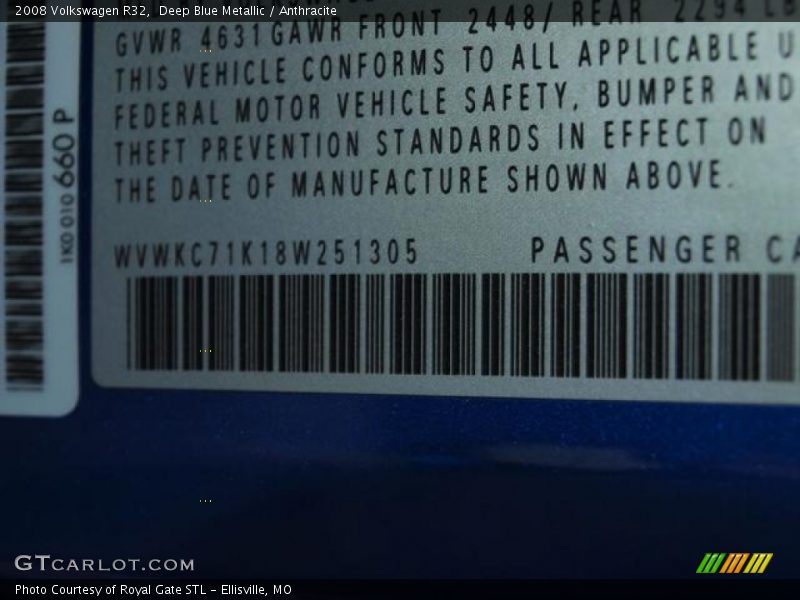 2008 Volkswagen R32, Deep Blue Metallic / Anthracite
GVWR 4631 GAWR FRONT 2448/ REAR 2294 LB
THIS VEHICLE CONFORMS TO ALL APPLICABLE U
FEDERAL MOTOR VEHICLE SAFETY, BUMPER AND
THEFT PREVENTION STANDARDS IN EFFECT ON
THE DATE OF MANUFACTURE SHOWN ABOVE.
WVWKC71K18W251305 PASSENGER CA
1K0 010 660 P
GTCARLOT.COM
Photo Courtesy of Royal Gate STL - Ellisville, MO